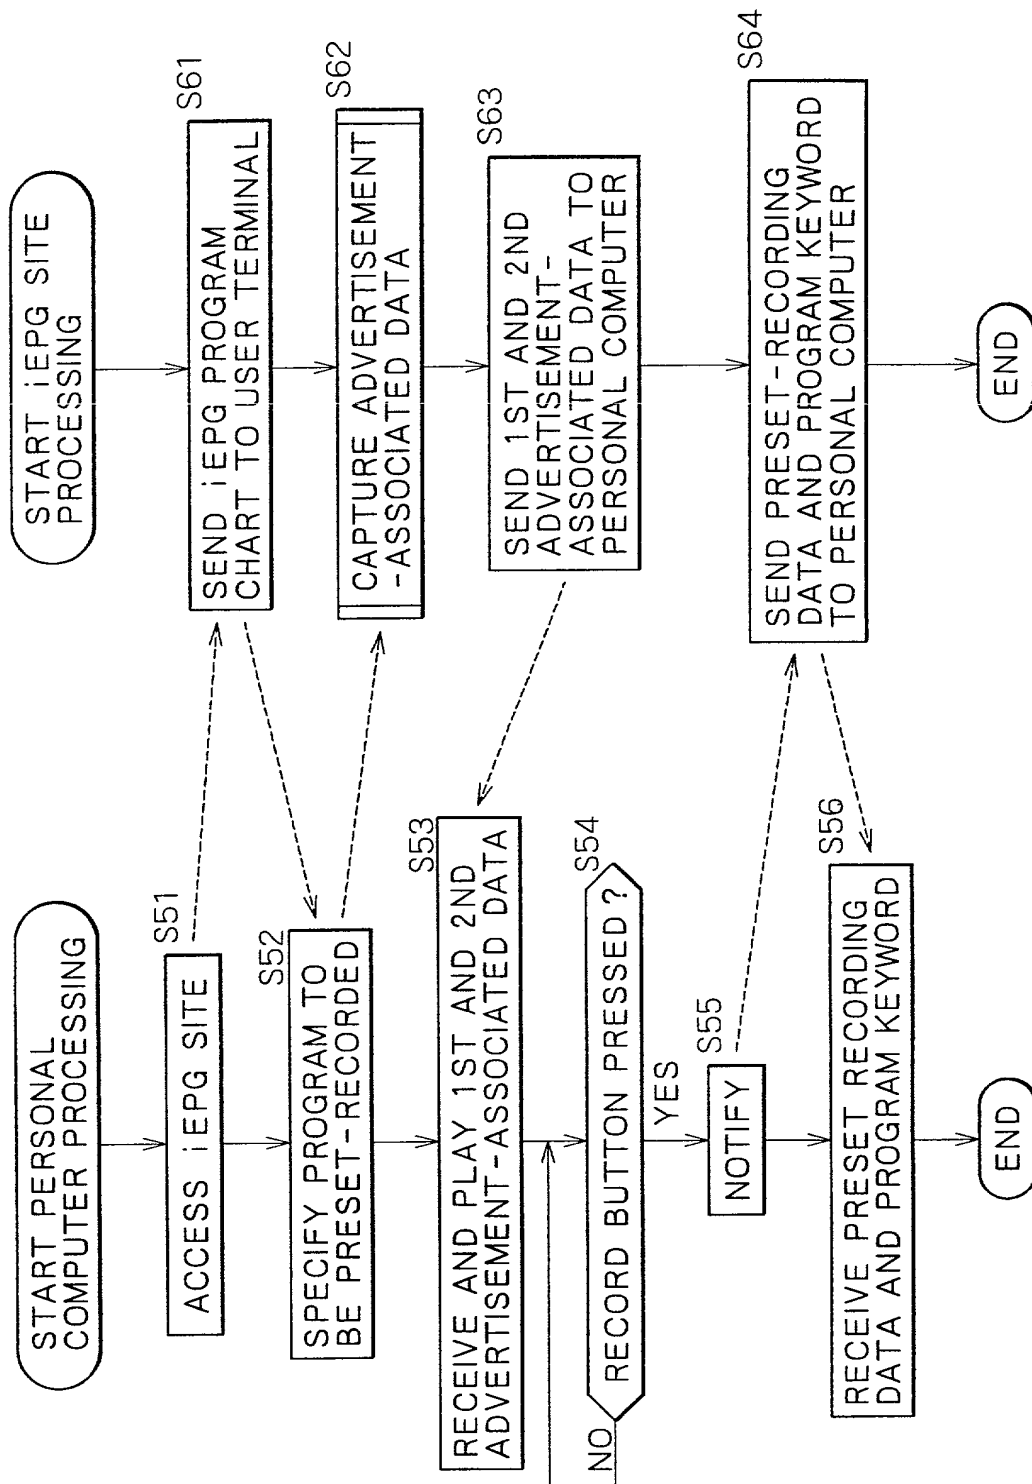 START PERSONAL
COMPUTER PROCESSING
S51
ACCESS iEPG SITE
S52
SPECIFY PROGRAM TO
BE PRESET-RECORDED
S53
RECEIVE AND PLAY 1ST AND 2ND
ADVERTISEMENT-ASSOCIATED DATA
S54
RECORD BUTTON PRESSED?
NO
YES
S55
NOTIFY
S56
RECEIVE PRESET RECORDING
DATA AND PROGRAM KEYWORD
END
START iEPG SITE
PROCESSING
S61
SEND iEPG PROGRAM
CHART TO USER TERMINAL
S62
CAPTURE ADVERTISEMENT
-ASSOCIATED DATA
S63
SEND 1ST AND 2ND
ADVERTISEMENT-
ASSOCIATED DATA TO
PERSONAL COMPUTER
S64
SEND PRESET-RECORDING
DATA AND PROGRAM KEYWORD
TO PERSONAL COMPUTER
END